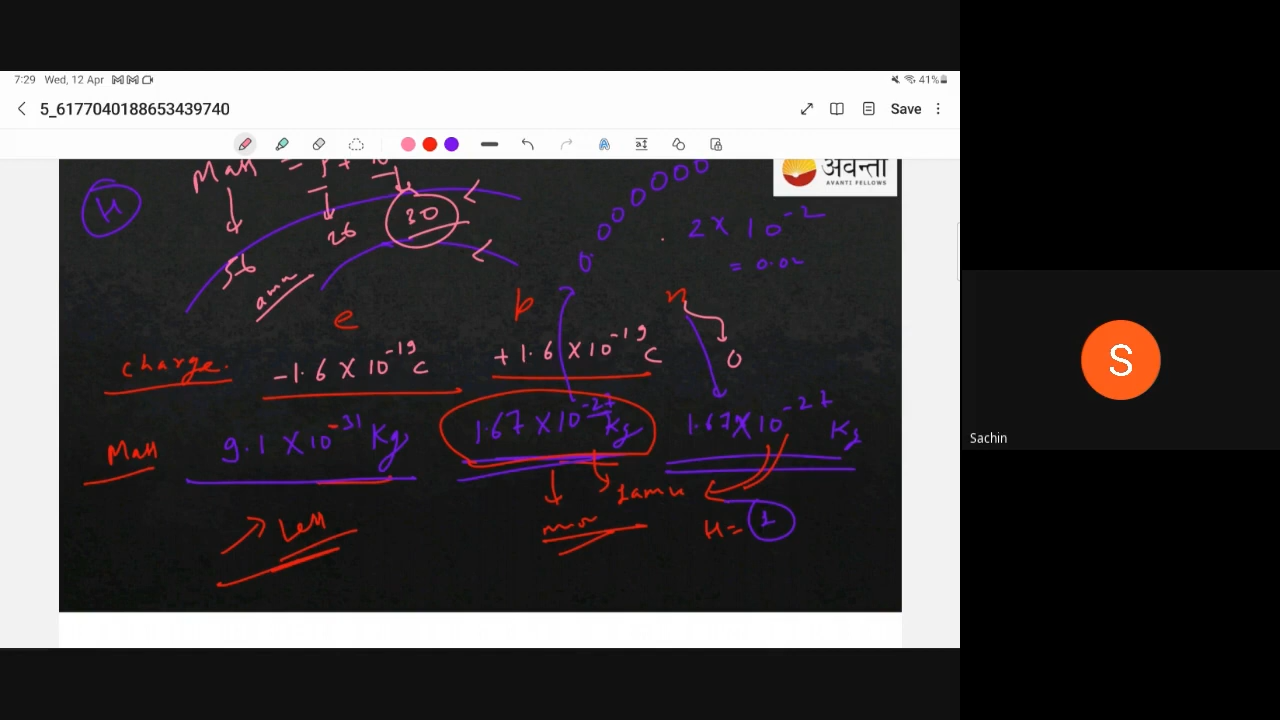 7:29 Wed, 12 Apr
41%
5_6177040188653439740
Save
अवन्ती
AVANTI FELLOWS
Mass = P +
H
30
26
56
amu
2 X 10⁻²
= 0.02
e p n
Charge. -1.6 X 10⁻¹⁹ C +1.6 X 10⁻¹⁹ C 0
Mass 9.1 X 10⁻³¹ Kg 1.67 X 10⁻²⁷ Kg 1.67 X 10⁻²⁷ Kg
1amu
Less
H = 1
S
Sachin